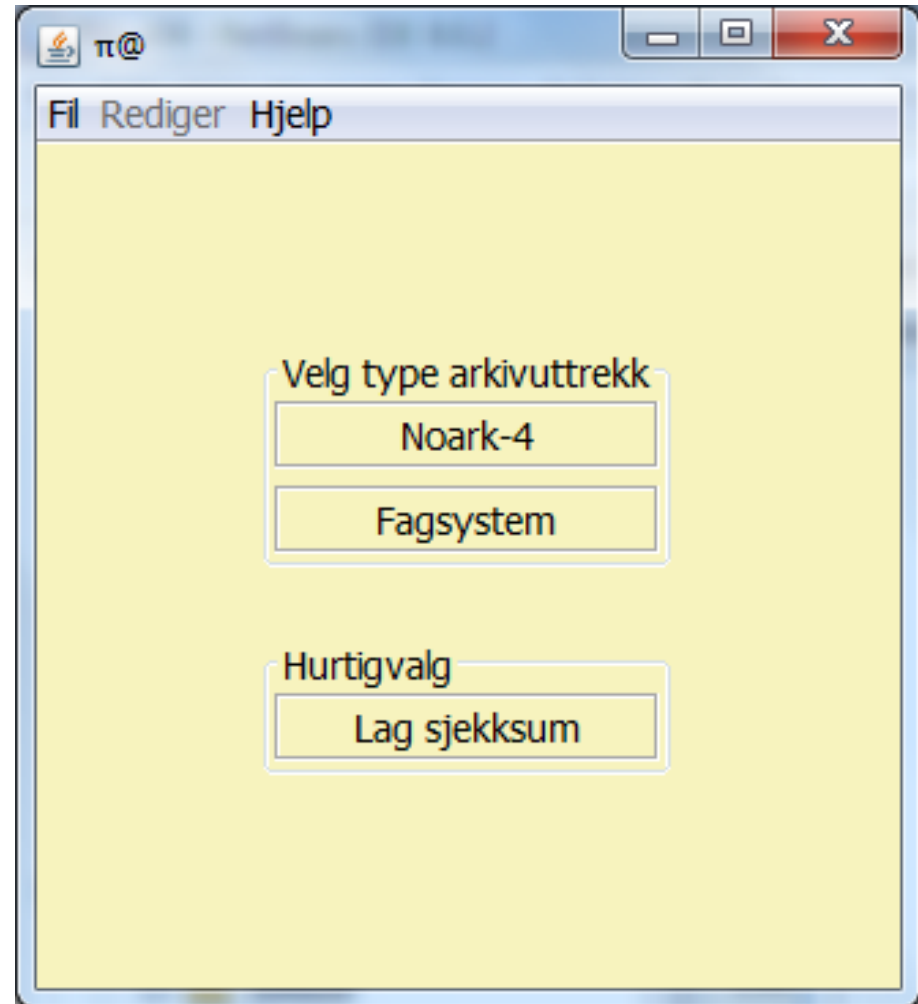 π@
Fil Rediger Hjelp
Velg type arkivuttrekk
Noark-4
Fagsystem
Hurtigvalg
Lag sjekksum